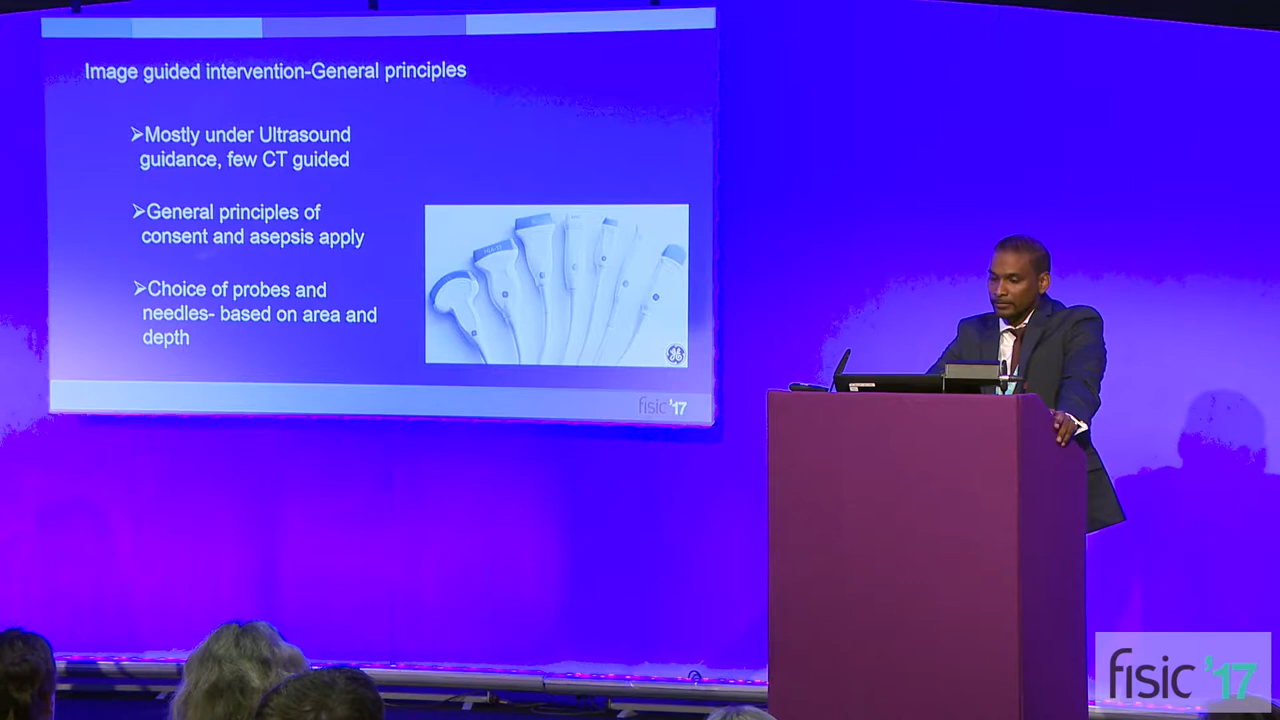 Image guided intervention-General principles
➢Mostly under Ultrasound
guidance, few CT guided
➢General principles of
consent and asepsis apply
➢Choice of probes and
needles- based on area and
depth
fisic '17
fisic '17